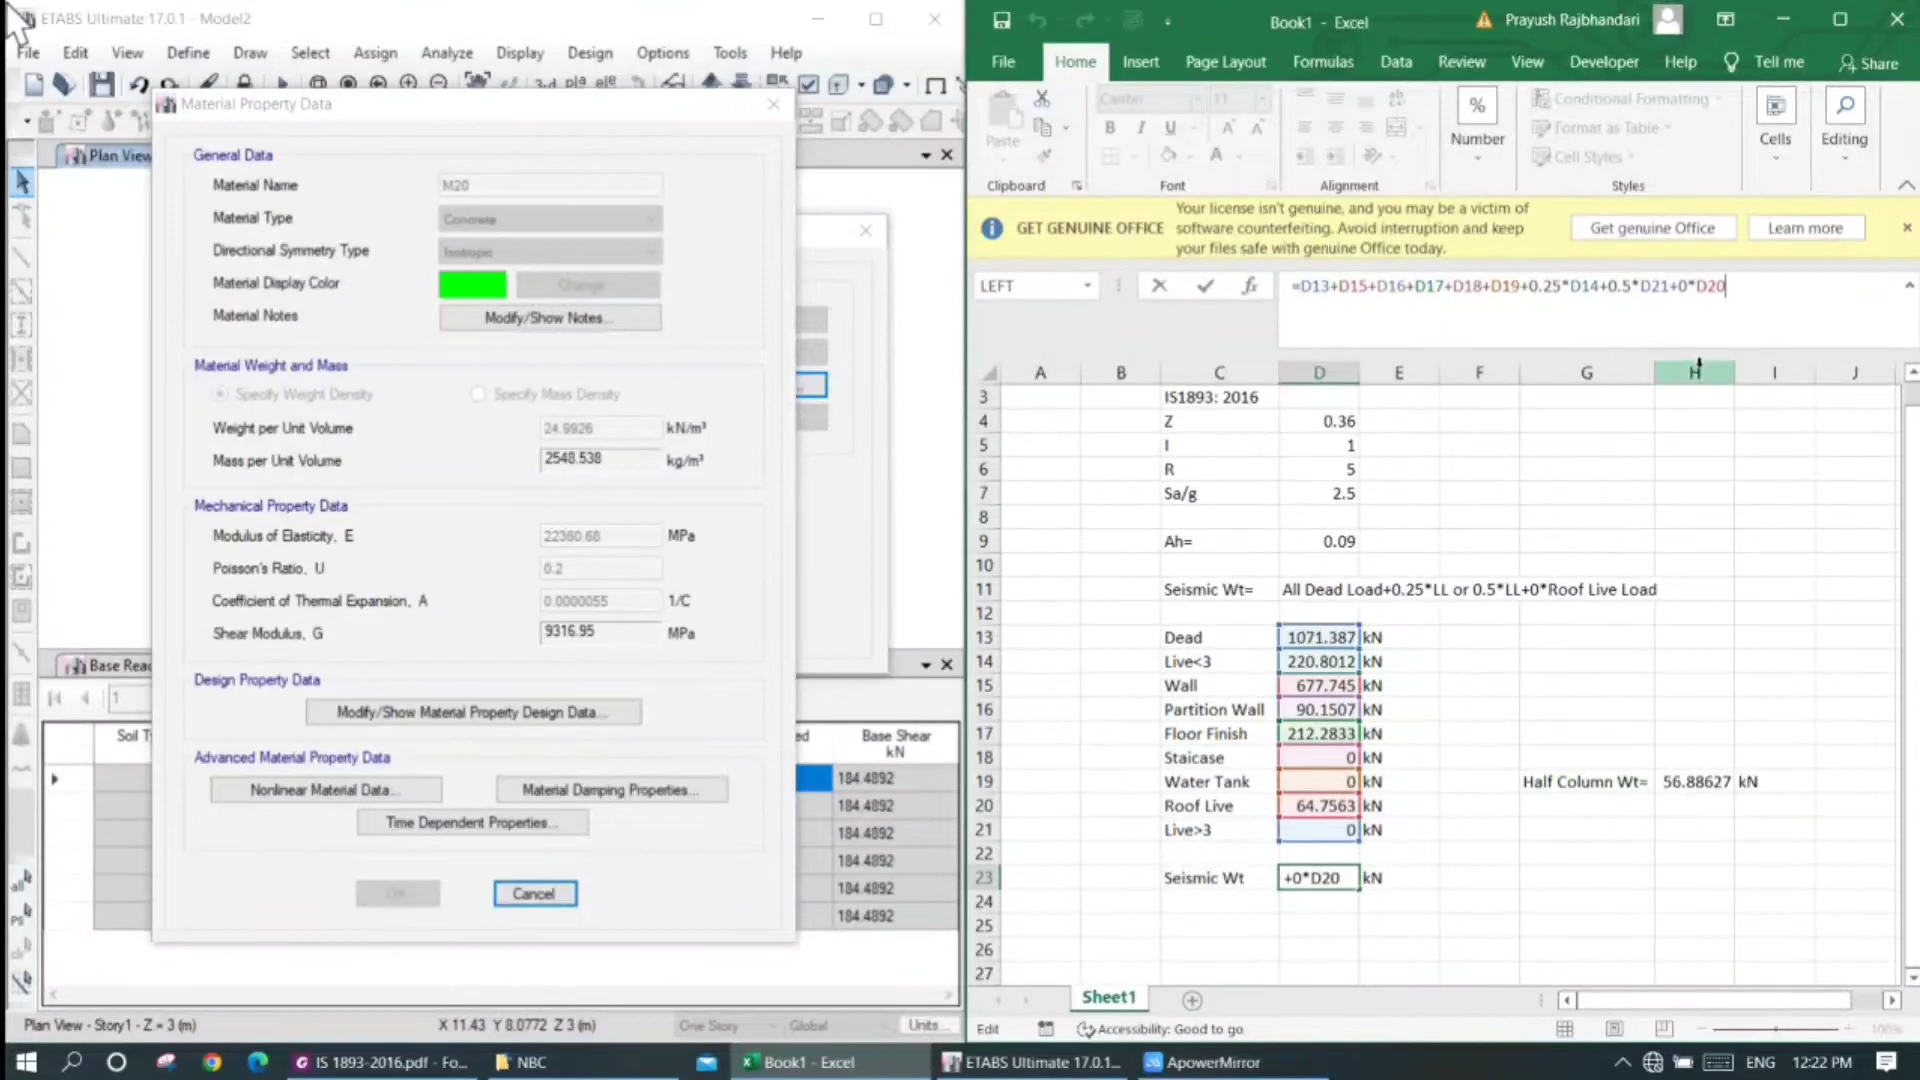 ETABS Ultimate 17.0.1 - Model2
File Edit View Define Draw Select Assign Analyze Display Design Options Tools Help
Plan View
Material Property Data
General Data
Material Name M20
Material Type Concrete
Directional Symmetry Type Isotropic
Material Display Color Change...
Material Notes Modify/Show Notes...
Material Weight and Mass
Specify Weight Density Specify Mass Density
Weight per Unit Volume 24.9926 kN/m³
Mass per Unit Volume 2548.538 kg/m³
Mechanical Property Data
Modulus of Elasticity, E 22360.68 MPa
Poisson's Ratio, U 0.2
Coefficient of Thermal Expansion, A 0.0000055 1/C
Shear Modulus, G 9316.95 MPa
Design Property Data
Modify/Show Material Property Design Data...
Advanced Material Property Data
Nonlinear Material Data... Material Damping Properties...
Time Dependent Properties...
OK Cancel
Base Reac
1
Soil Ty ed Base Shear
kN
184.4892
184.4892
184.4892
184.4892
184.4892
184.4892
Plan View - Story1 - Z = 3 (m) X 11.43 Y 8.0772 Z 3 (m) One Story Global Units...
Book1 - Excel Prayush Rajbhandari
File Home Insert Page Layout Formulas Data Review View Developer Help Tell me Share
Paste Calibri 11 Number Conditional Formatting Format as Table Cell Styles Cells Editing
Clipboard Font Alignment Styles
GET GENUINE OFFICE Your license isn't genuine, and you may be a victim of
software counterfeiting. Avoid interruption and keep
your files safe with genuine Office today.
Get genuine Office Learn more
LEFT =D13+D15+D16+D17+D18+D19+0.25*D14+0.5*D21+0*D20
A B C D E F G H I J
3 IS1893: 2016
4 Z 0.36
5 I 1
6 R 5
7 Sa/g 2.5
8
9 Ah= 0.09
10
11 Seismic Wt= All Dead Load+0.25*LL or 0.5*LL+0*Roof Live Load
12
13 Dead 1071.387 kN
14 Live<3 220.8012 kN
15 Wall 677.745 kN
16 Partition Wall 90.1507 kN
17 Floor Finish 212.2833 kN
18 Staicase 0 kN
19 Water Tank 0 kN Half Column Wt= 56.88627 kN
20 Roof Live 64.7563 kN
21 Live>3 0 kN
22
23 Seismic Wt +0*D20 kN
24
25
26
27
Sheet1
Edit Accessibility: Good to go 100%
IS 1893-2016.pdf - Fo... NBC Book1 - Excel ETABS Ultimate 17.0.1... ApowerMirror ENG 12:22 PM